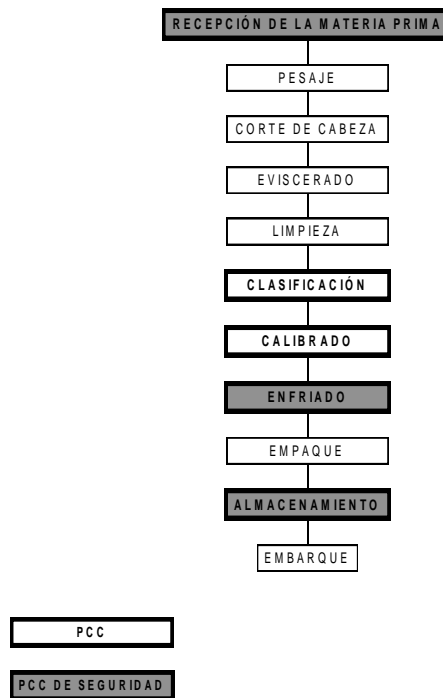 RECEPCIÓN DE LA MATERIA PRIMA
PESAJE
CORTE DE CABEZA
EVISCERADO
LIMPIEZA
CLASIFICACIÓN
CALIBRADO
ENFRIADO
EMPAQUE
ALMACENAMIENTO
EMBARQUE
PCC
PCC DE SEGURIDAD